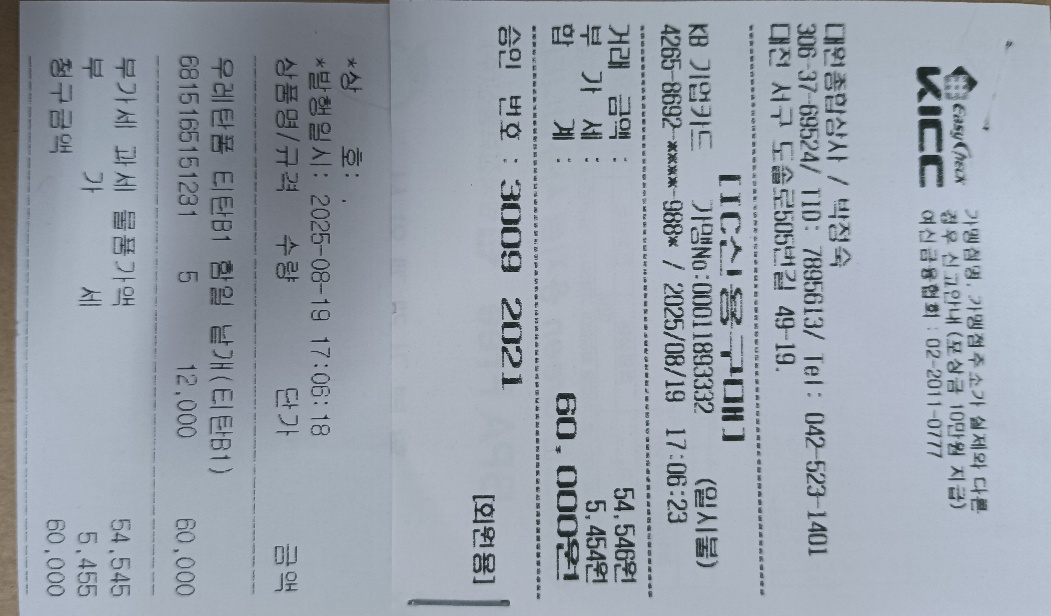 easy Check
KICC
가맹점명, 가맹점주소가 실제와 다른
경우 신고안내 (포상금 10만원 지급)
여신금융협회 : 02-2011-0777
대원종합상사 / 박정숙
306-37-69524/ TID: 7895613/ Tel : 042-523-1401
대전 서구 도솔로505번길 49-19.
[IC신용구매]
KB 기업카드 가맹No:00011893332 (일시불)
4265-8692-****-988* / 2025/08/19 17:06:23
거래 금액 : 54,546원
부 가 세 : 5,454원
합 계 : 60,000원
승인 번호 : 3009 2021
[회원용]
*상 호:
*발행일시: 2025-08-19 17:06:18
상품명/규격 수량 단가 금액
우레탄폼 티탄B1 함일 날개(티탄B1)
6815165151231 5 12,000 60,000
부가세 과세 물품가액 54,545
부 가 세 5,455
청구금액 60,000